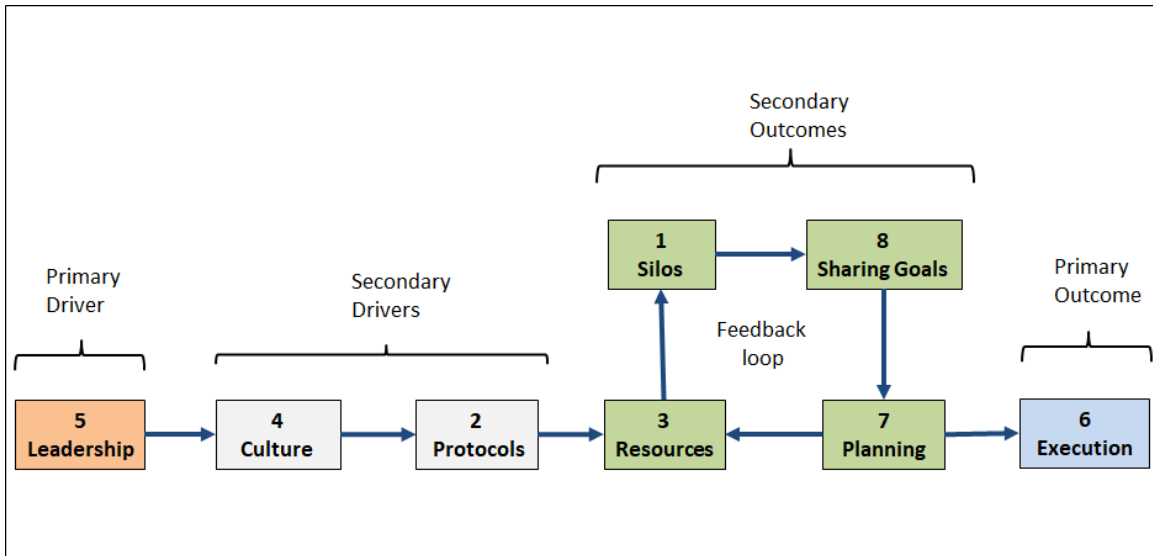 Secondary
Outcomes
1
Silos
8
Sharing Goals
Primary
Driver
Secondary
Drivers
Feedback
loop
Primary
Outcome
5
Leadership
4
Culture
2
Protocols
3
Resources
7
Planning
6
Execution